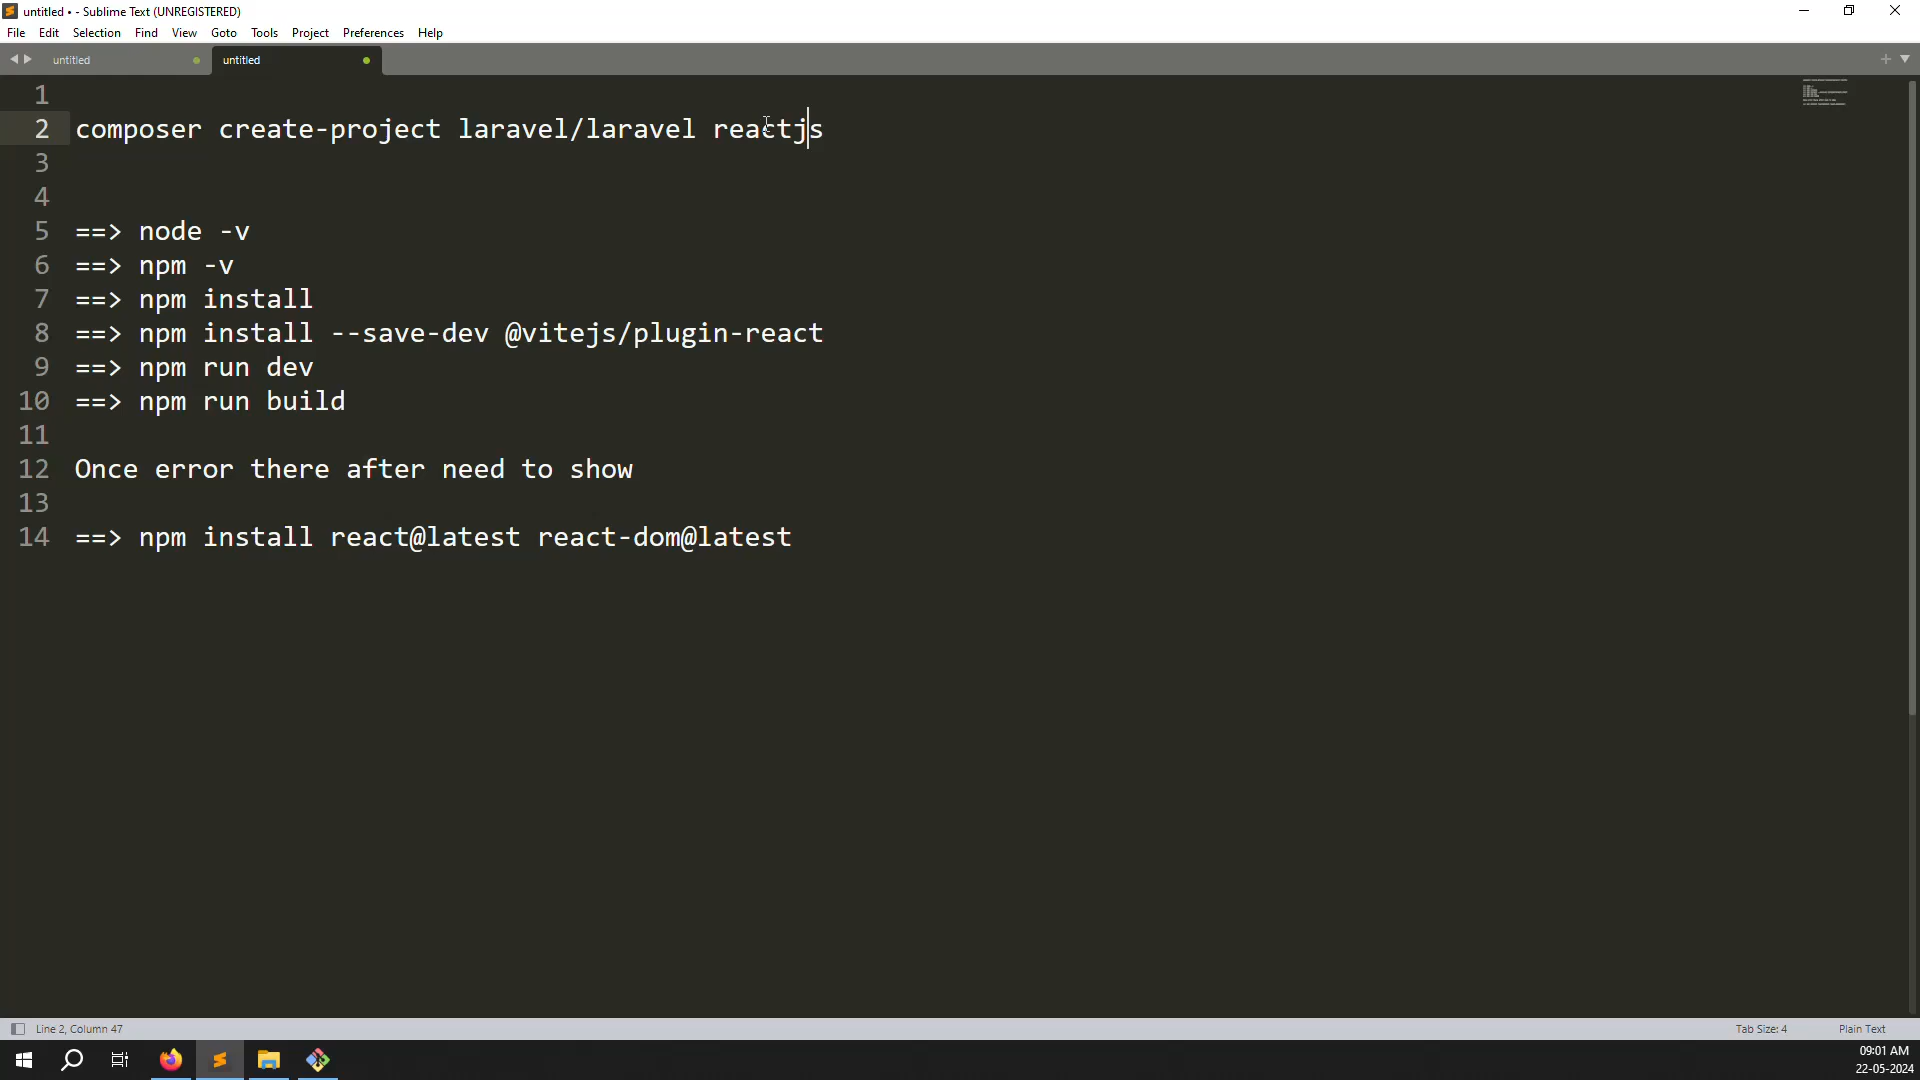 untitled • - Sublime Text (UNREGISTERED)
File Edit Selection Find View Goto Tools Project Preferences Help
untitled untitled
1
2 composer create-project laravel/laravel reactjs
3
4
5 ==> node -v
6 ==> npm -v
7 ==> npm install
8 ==> npm install --save-dev @vitejs/plugin-react
9 ==> npm run dev
10 ==> npm run build
11
12 Once error there after need to show
13
14 ==> npm install react@latest react-dom@latest
Line 2, Column 47 Tab Size: 4 Plain Text
09:01 AM
22-05-2024